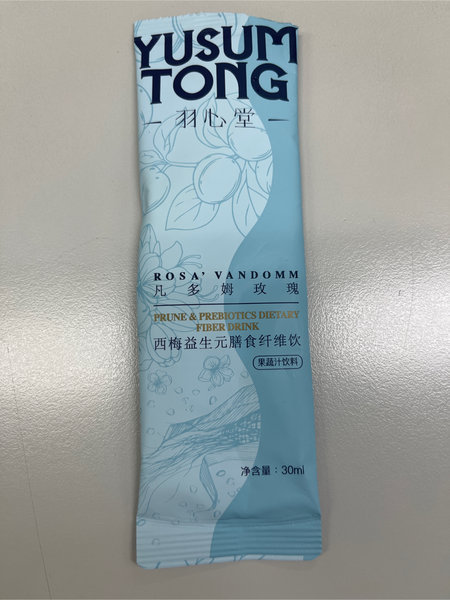 YUSUM
TONG
— 羽心堂 —
ROSA' VANDOMM
凡多姆玫瑰
PRUNE & PREBIOTICS DIETARY
FIBER DRINK
西梅益生元膳食纤维饮
果蔬汁饮料
净含量：30ml